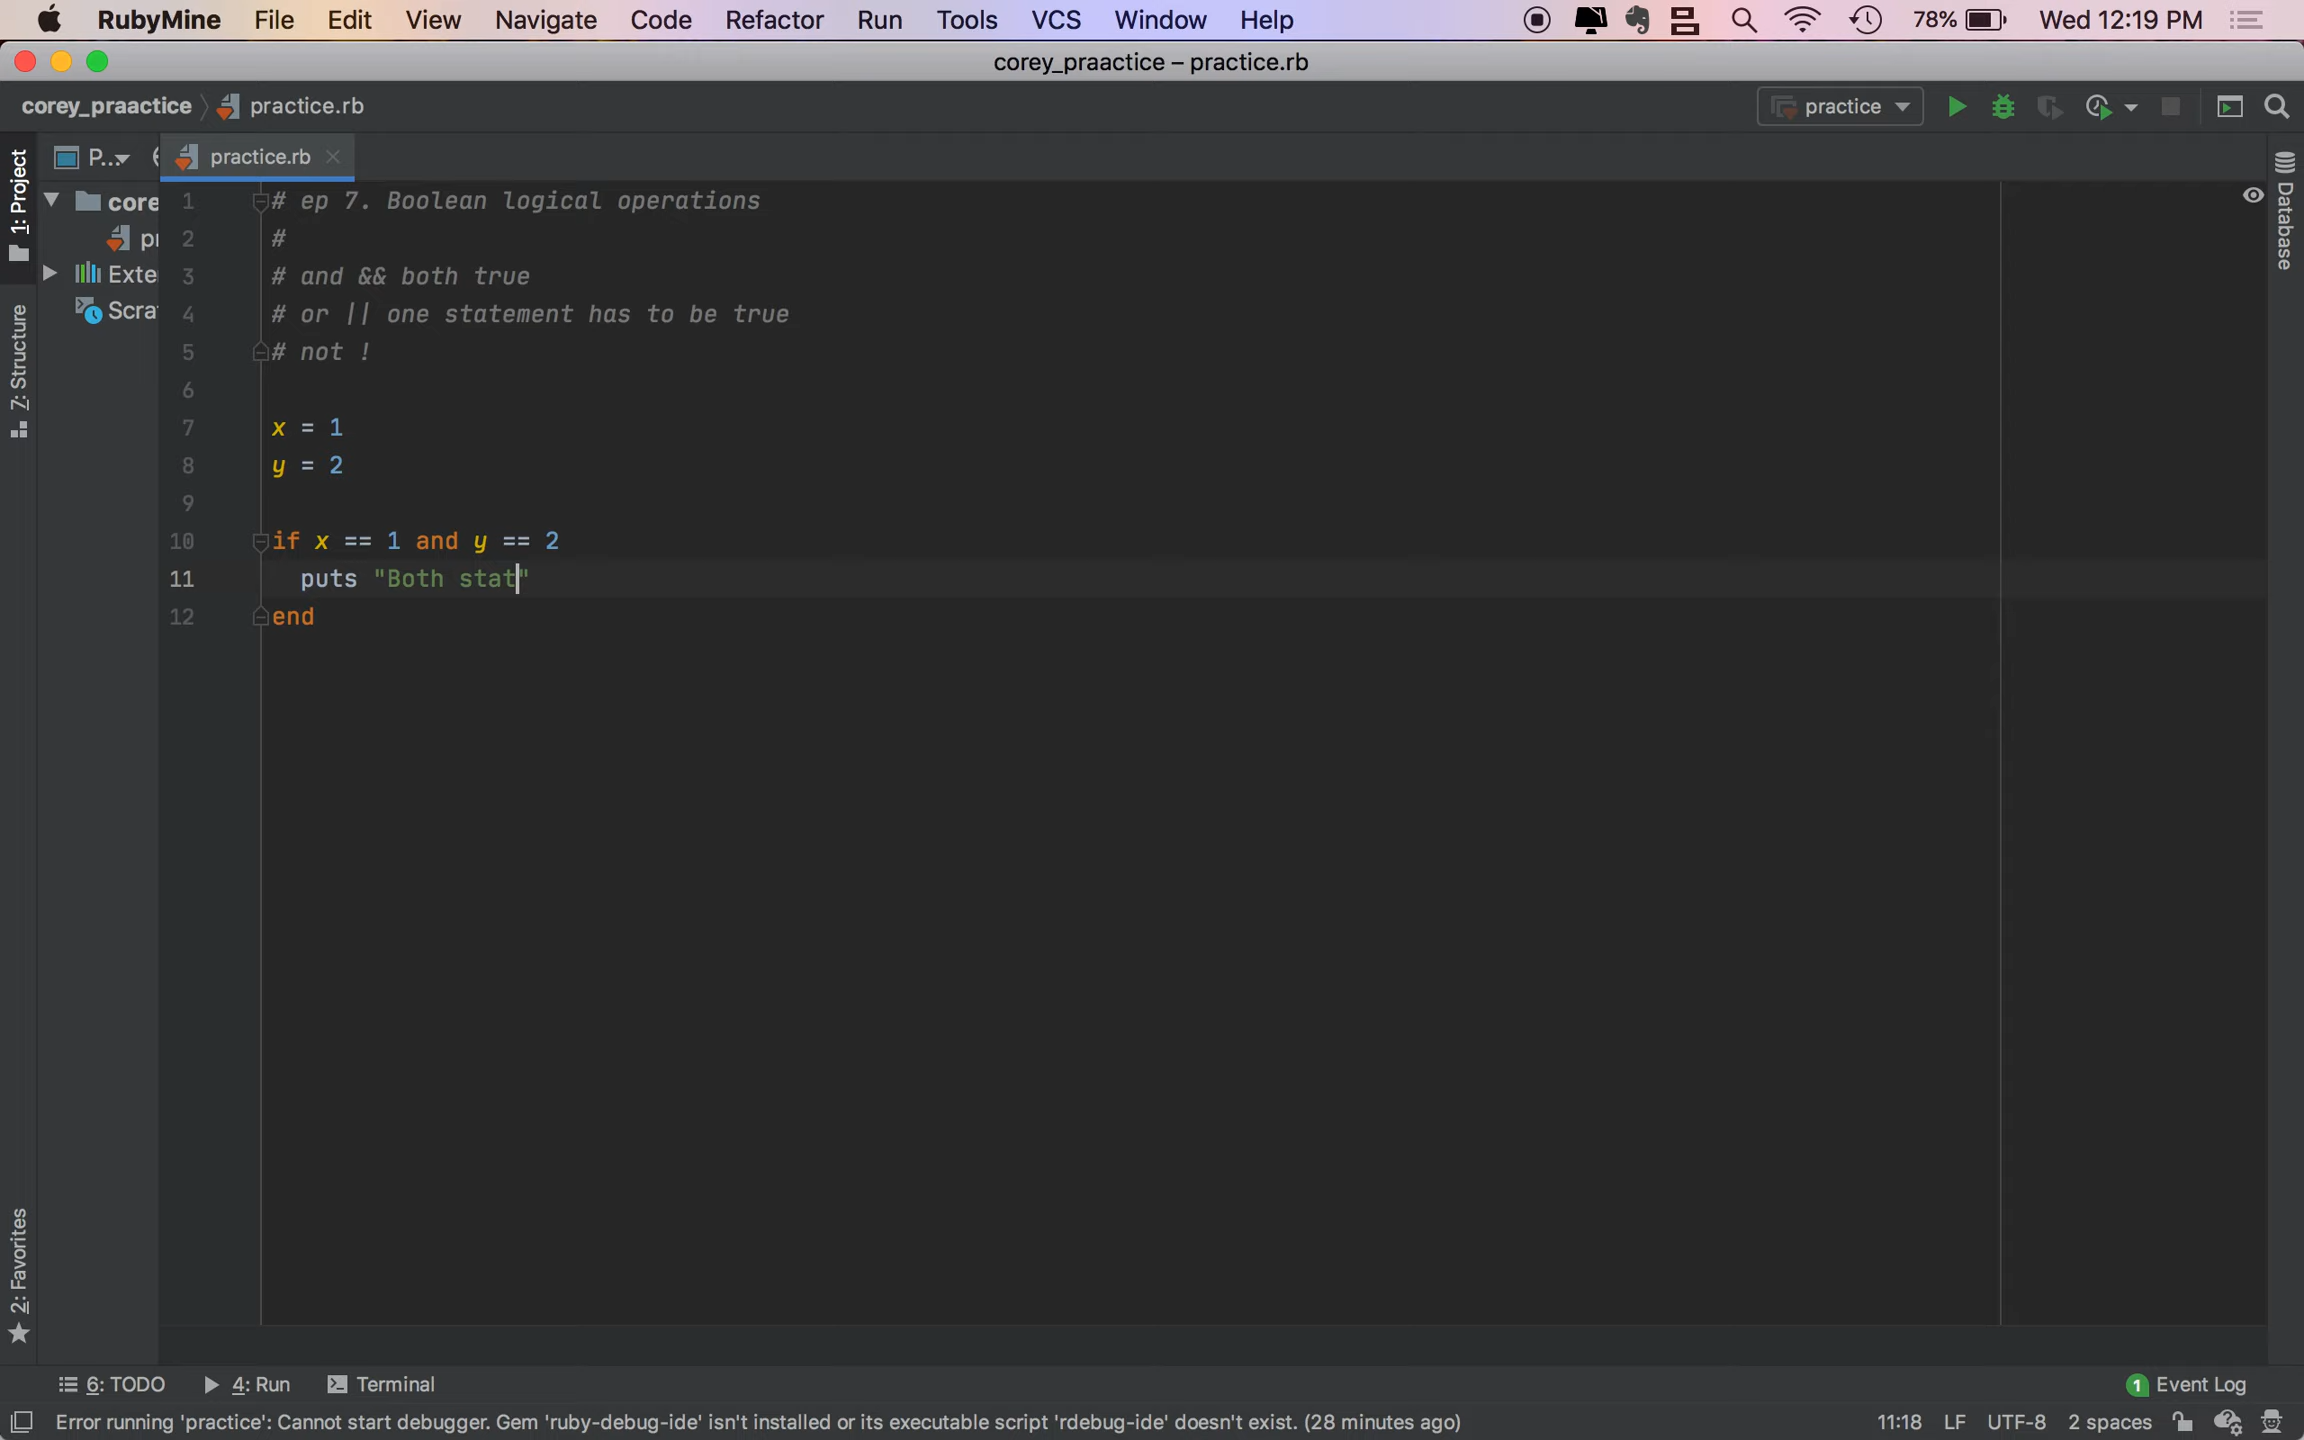 RubyMine File Edit View Navigate Code Refactor Run Tools VCS Window Help 78% Wed 12:19 PM
corey_praactice – practice.rb
corey_praactice practice.rb practice
1: Project
P... practice.rb
core
pr
Exte
Scra
Z: Structure
2: Favorites
Database
1 # ep 7. Boolean logical operations
2 #
3 # and && both true
4 # or || one statement has to be true
5 # not !
6
7 x = 1
8 y = 2
9
10 if x == 1 and y == 2
11 puts "Both stat"
12 end
6: TODO 4: Run Terminal 1 Event Log
Error running 'practice': Cannot start debugger. Gem 'ruby-debug-ide' isn't installed or its executable script 'rdebug-ide' doesn't exist. (28 minutes ago) 11:18 LF UTF-8 2 spaces